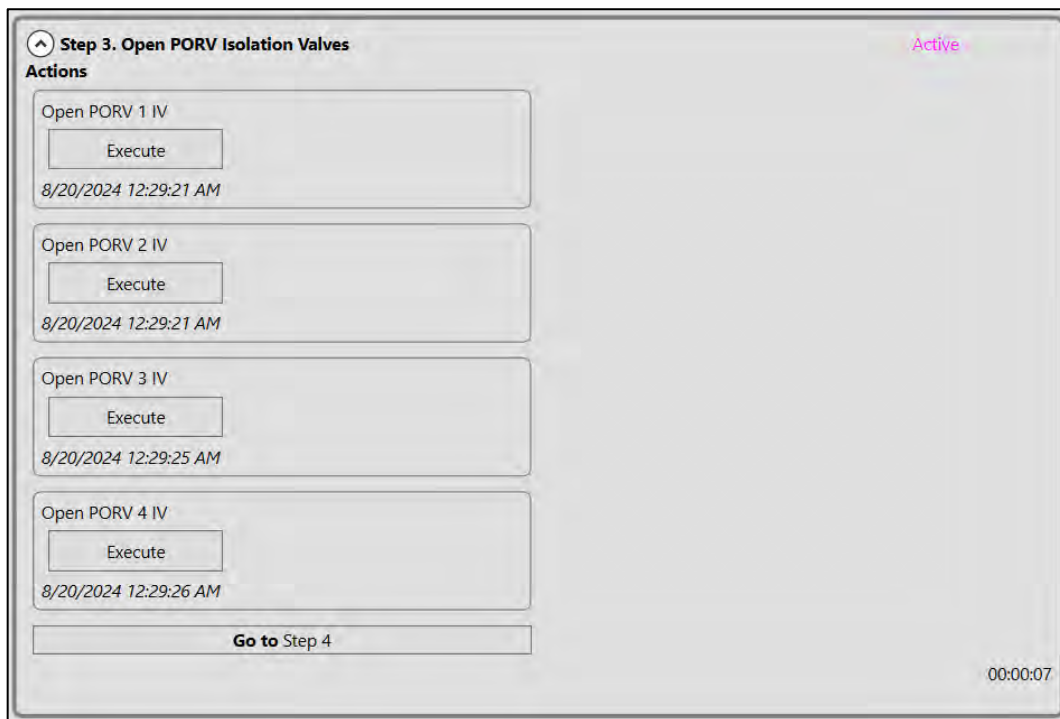 Step 3. Open PORV Isolation Valves
Active
Actions
Open PORV 1 IV
Execute
8/20/2024 12:29:21 AM
Open PORV 2 IV
Execute
8/20/2024 12:29:21 AM
Open PORV 3 IV
Execute
8/20/2024 12:29:25 AM
Open PORV 4 IV
Execute
8/20/2024 12:29:26 AM
Go to Step 4
00:00:07